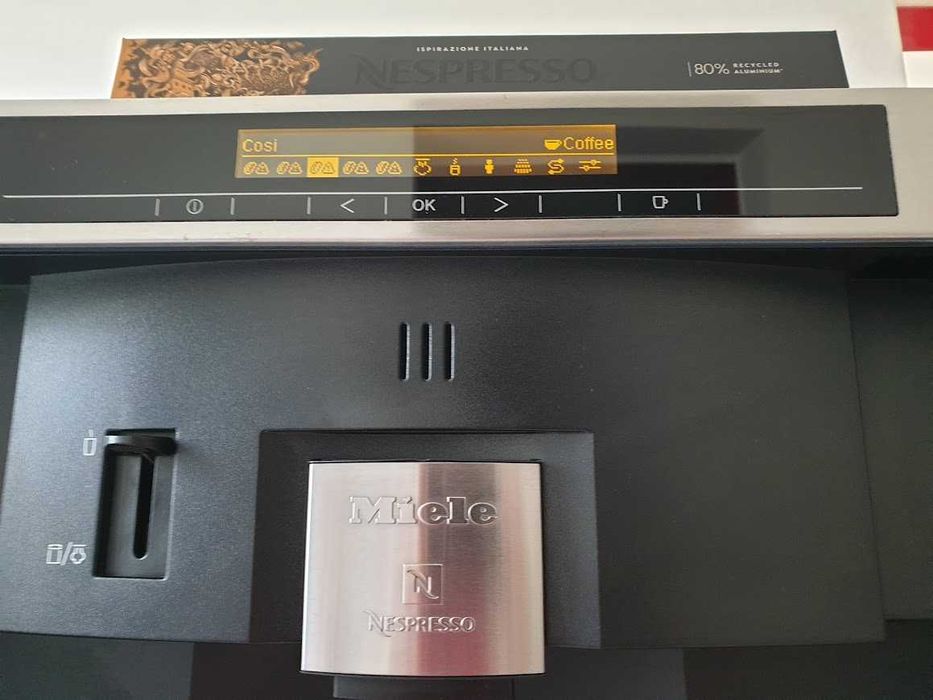 ISPIRAZIONE ITALIANA
NESPRESSO
80% RECYCLED
ALUMINIUM
Cosi
Coffee
< OK >
Miele
N
NESPRESSO